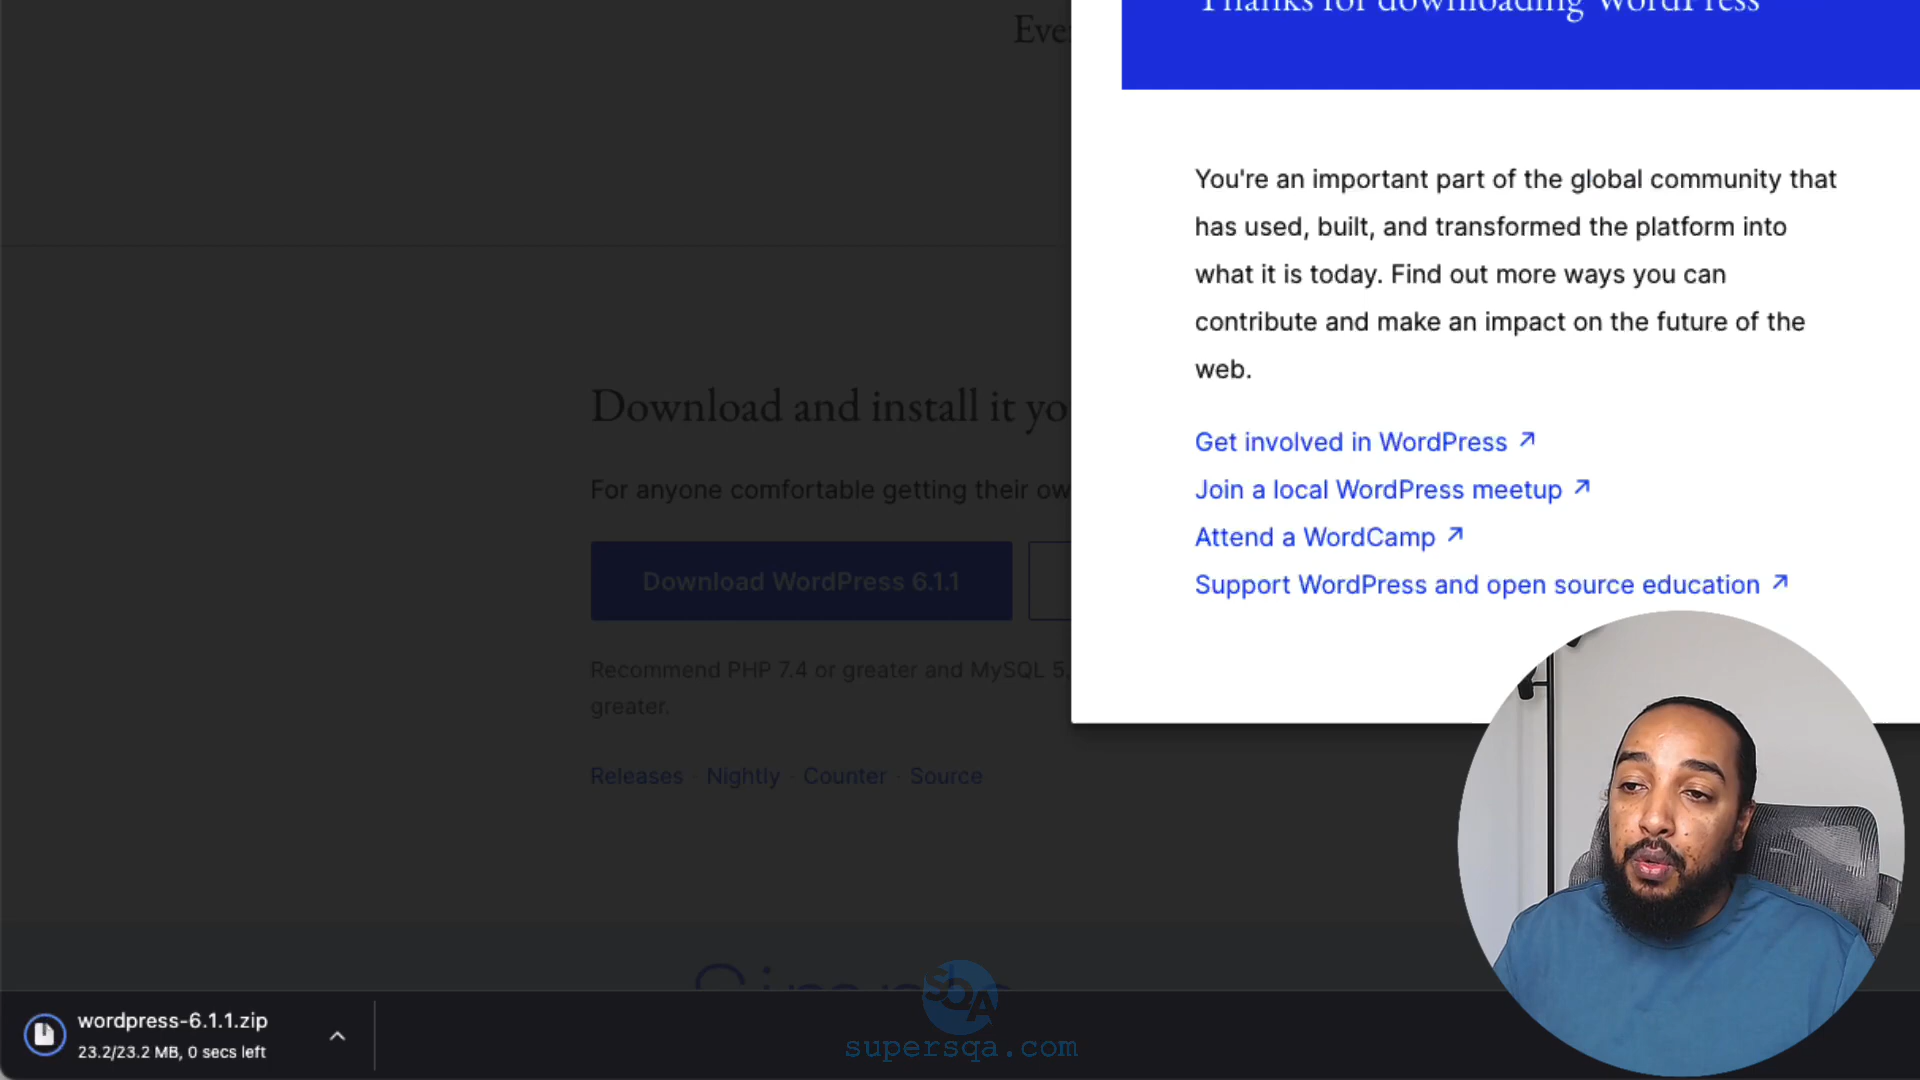 Thanks for downloading WordPress
You're an important part of the global community that
has used, built, and transformed the platform into
what it is today. Find out more ways you can
contribute and make an impact on the future of the
web.
Get involved in WordPress ↗
Join a local WordPress meetup ↗
Attend a WordCamp ↗
Support WordPress and open source education ↗
Download and install it yo
For anyone comfortable getting their ow
Download WordPress 6.1.1
Recommend PHP 7.4 or greater and MySQL 5.
greater.
Releases · Nightly · Counter · Source
wordpress-6.1.1.zip
23.2/23.2 MB, 0 secs left
SQA
supersqa.com